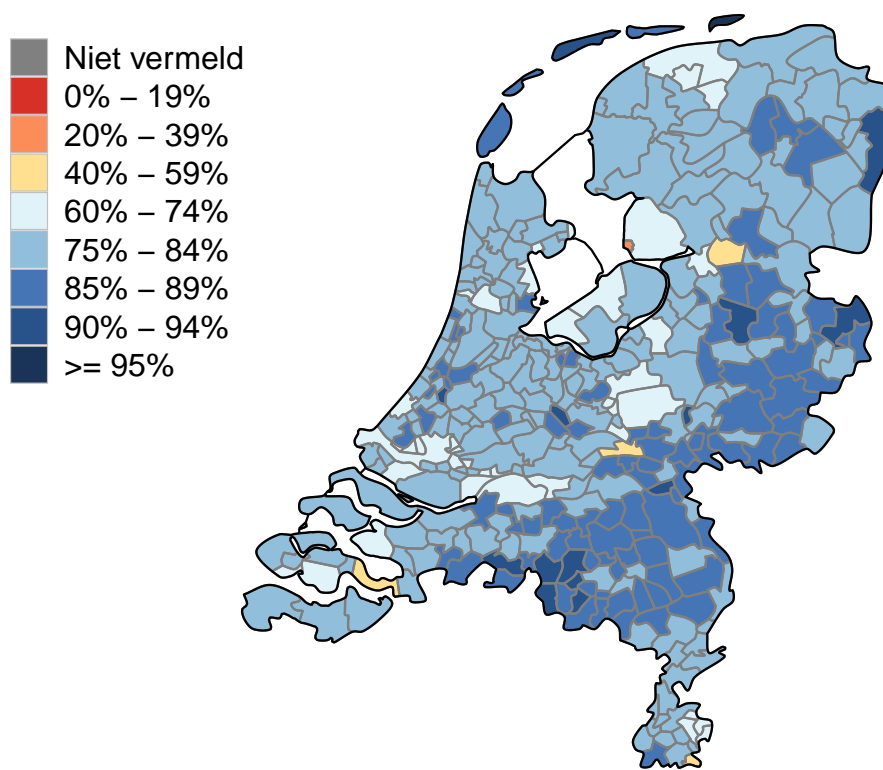 Niet vermeld
0% – 19%
20% – 39%
40% – 59%
60% – 74%
75% – 84%
85% – 89%
90% – 94%
>= 95%